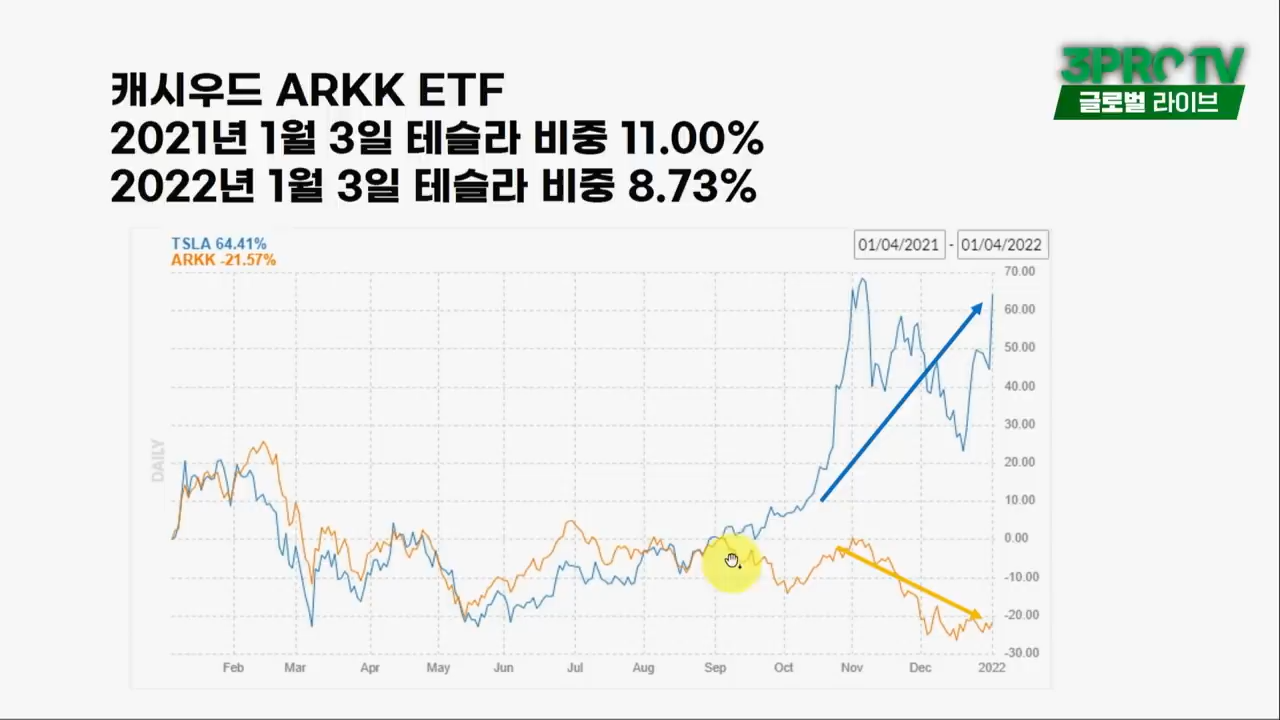 캐시우드 ARKK ETF
2021년 1월 3일 테슬라 비중 11.00%
2022년 1월 3일 테슬라 비중 8.73%
3PRO TV
글로벌 라이브
TSLA 64.41%
ARKK -21.57%
01/04/2021 - 01/04/2022
DAILY
70.00
60.00
50.00
40.00
30.00
20.00
10.00
0.00
-10.00
-20.00
-30.00
Feb Mar Apr May Jun Jul Aug Sep Oct Nov Dec 2022